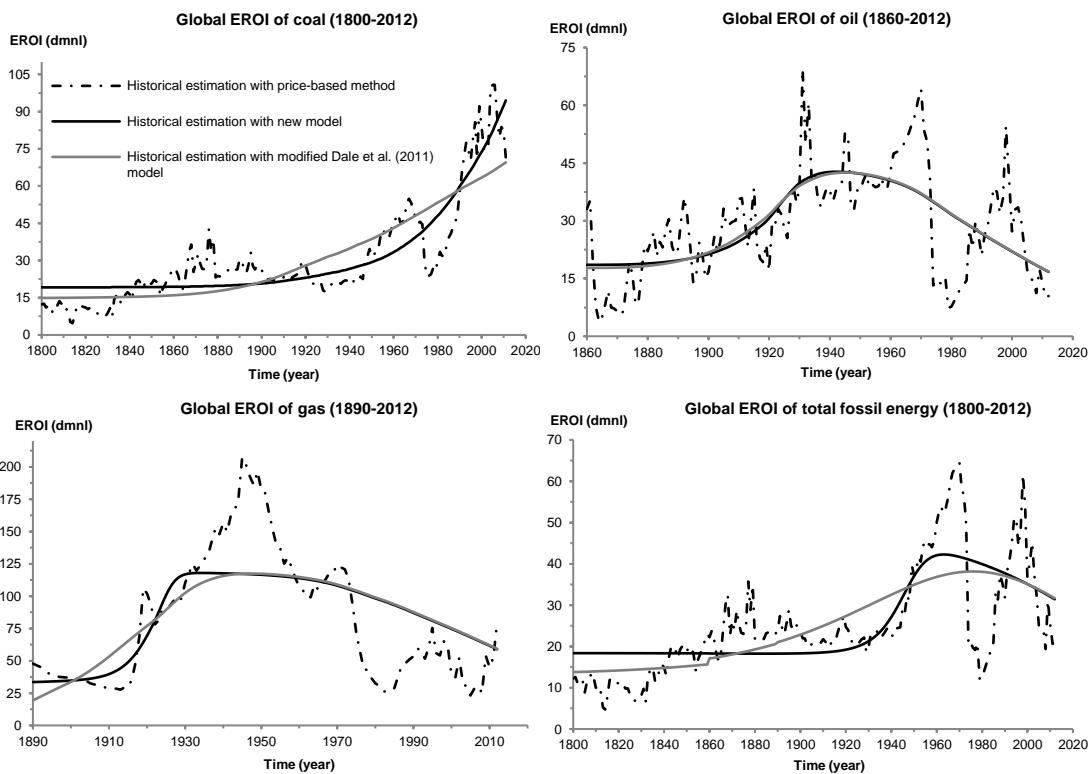 Global EROI of coal (1800-2012)
EROI (dmnl)
105
90
75
60
45
30
15
0
Historical estimation with price-based method
Historical estimation with new model
Historical estimation with modified Dale et al. (2011)
model
1800 1820 1840 1860 1880 1900 1920 1940 1960 1980 2000 2020
Time (year)
Global EROI of oil (1860-2012)
EROI (dmnl)
75
60
45
30
15
0
1860 1880 1900 1920 1940 1960 1980 2000 2020
Time (year)
Global EROI of gas (1890-2012)
EROI (dmnl)
200
175
150
125
100
75
50
25
0
1890 1910 1930 1950 1970 1990 2010
Time (year)
Global EROI of total fossil energy (1800-2012)
EROI (dmnl)
70
60
50
40
30
20
10
0
1800 1820 1840 1860 1880 1900 1920 1940 1960 1980 2000 2020
Time (year)